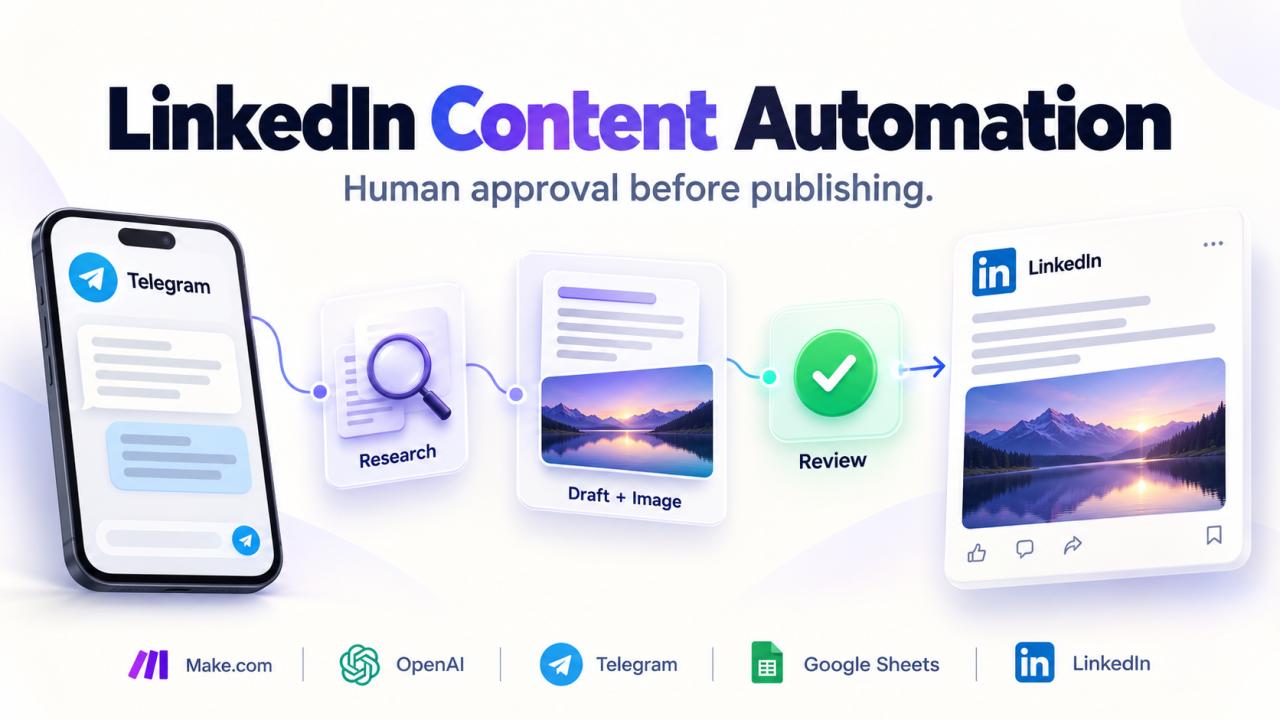 LinkedIn Content Automation
Human approval before publishing.
Telegram
Research
Draft + Image
Review
in LinkedIn
Make.com
OpenAI
Telegram
Google Sheets
in LinkedIn